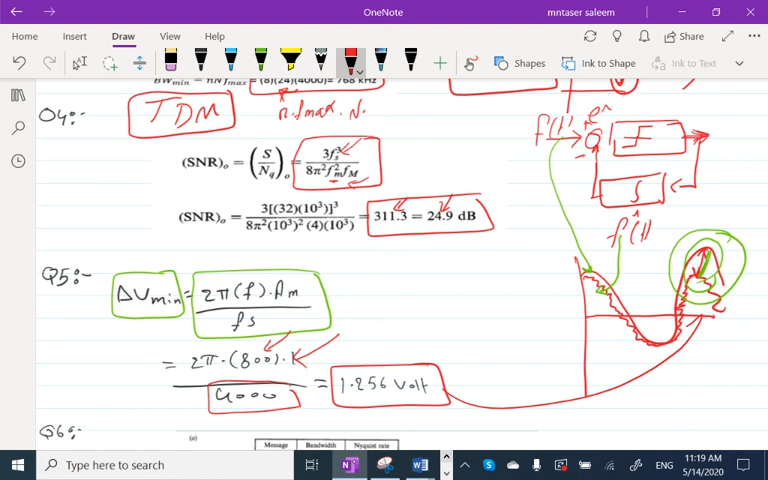 OneNote
mntaser saleem
Home Insert Draw View Help
Share
Shapes
Ink to Shape
Ink to Text
BW min = nNfmax = (8)(24)(4000) = 768 kHz
Q4:-
TDM
n.fmax.N.
f(t)
(SNR)o = (S/Nq)o = 3fs³ / 8π²fm²fM
(SNR)o = 3[(32)(10³)]³ / 8π²(10³)²(4)(10³) = 311.3 = 24.9 dB
f(t)
Q5:-
ΔVmin = 2π(f).Am / fs
= 2π.(800).1 / 4000 = 1.256 Volt
Q6:-
(a)
Message Bandwidth Nyquist rate
Type here to search
ENG
11:19 AM
5/14/2020